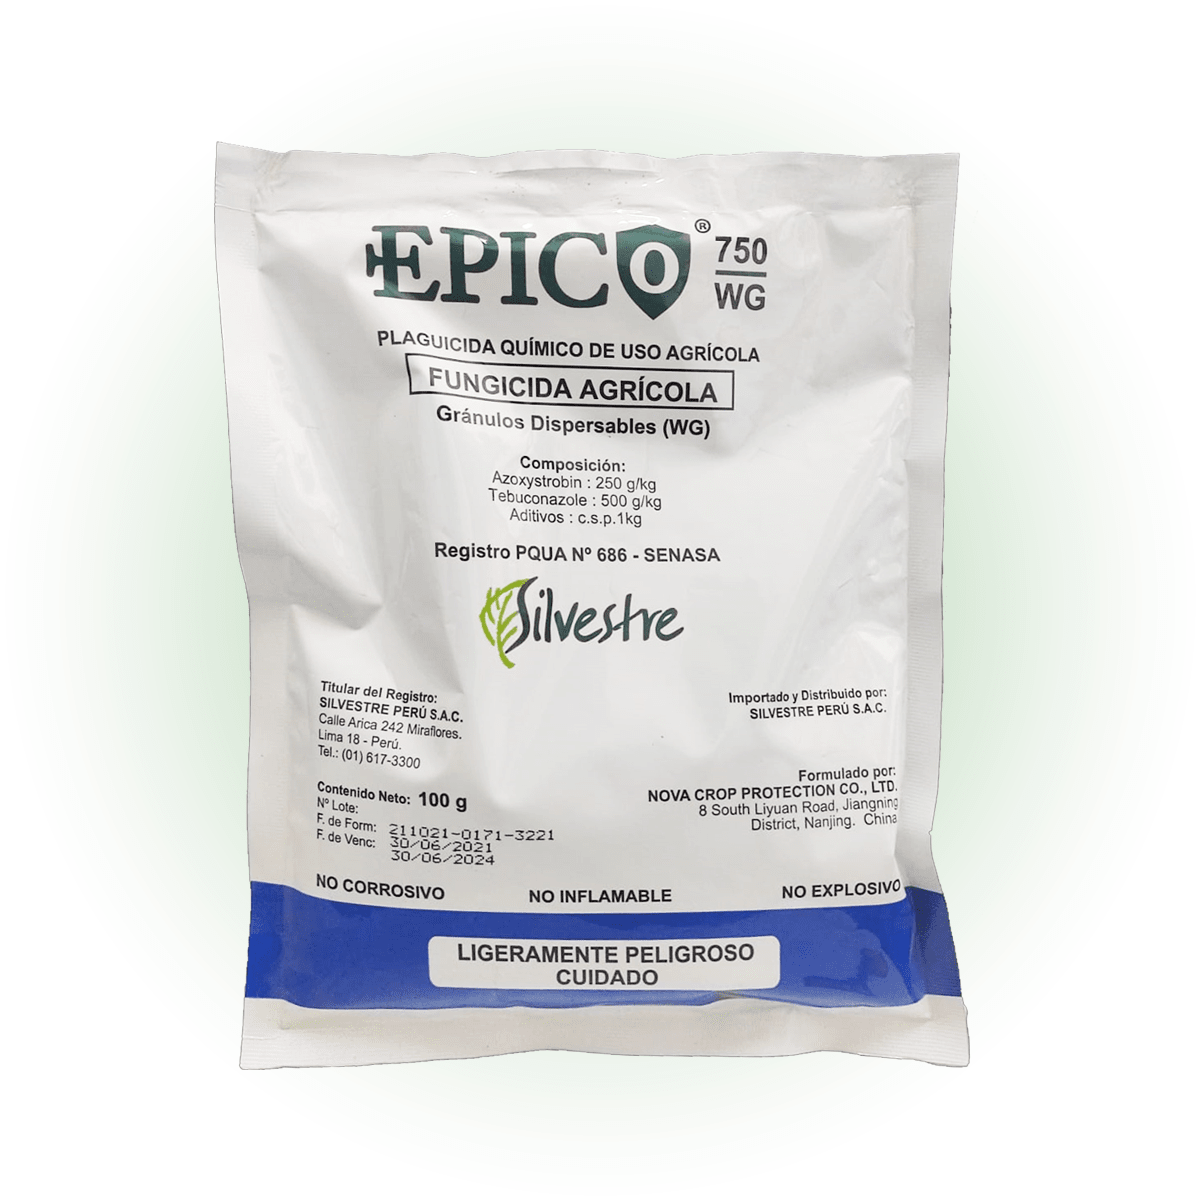 EPICO® 750
WG
PLAGUICIDA QUÍMICO DE USO AGRÍCOLA
FUNGICIDA AGRÍCOLA
Gránulos Dispersables (WG)
Composición:
Azoxystrobin : 250 g/kg
Tebuconazole : 500 g/kg
Aditivos : c.s.p.1kg
Registro PQUA Nº 686 - SENASA
Silvestre
Titular del Registro:
SILVESTRE PERÚ S.A.C.
Calle Arica 242 Miraflores.
Lima 18 - Perú.
Tel.: (01) 617-3300
Importado y Distribuido por:
SILVESTRE PERÚ S.A.C.
Formulado por:
NOVA CROP PROTECTION CO., LTD.
8 South Liyuan Road, Jiangning
District, Nanjing. China
Contenido Neto: 100 g
Nº Lote: 211021-0171-3221
F. de Form: 30/06/2021
F. de Venc: 30/06/2024
NO CORROSIVO
NO INFLAMABLE
NO EXPLOSIVO
LIGERAMENTE PELIGROSO
CUIDADO